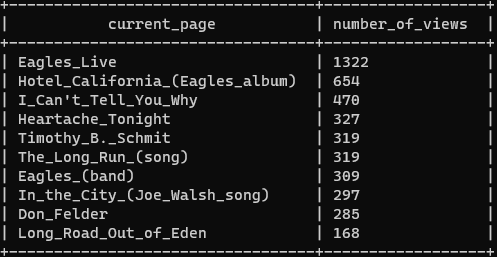 current_page | number_of_views
Eagles_Live | 1322
Hotel_California_(Eagles_album) | 654
I_Can't_Tell_You_Why | 470
Heartache_Tonight | 327
Timothy_B._Schmit | 319
The_Long_Run_(song) | 319
Eagles_(band) | 309
In_the_City_(Joe_Walsh_song) | 297
Don_Felder | 285
Long_Road_Out_of_Eden | 168